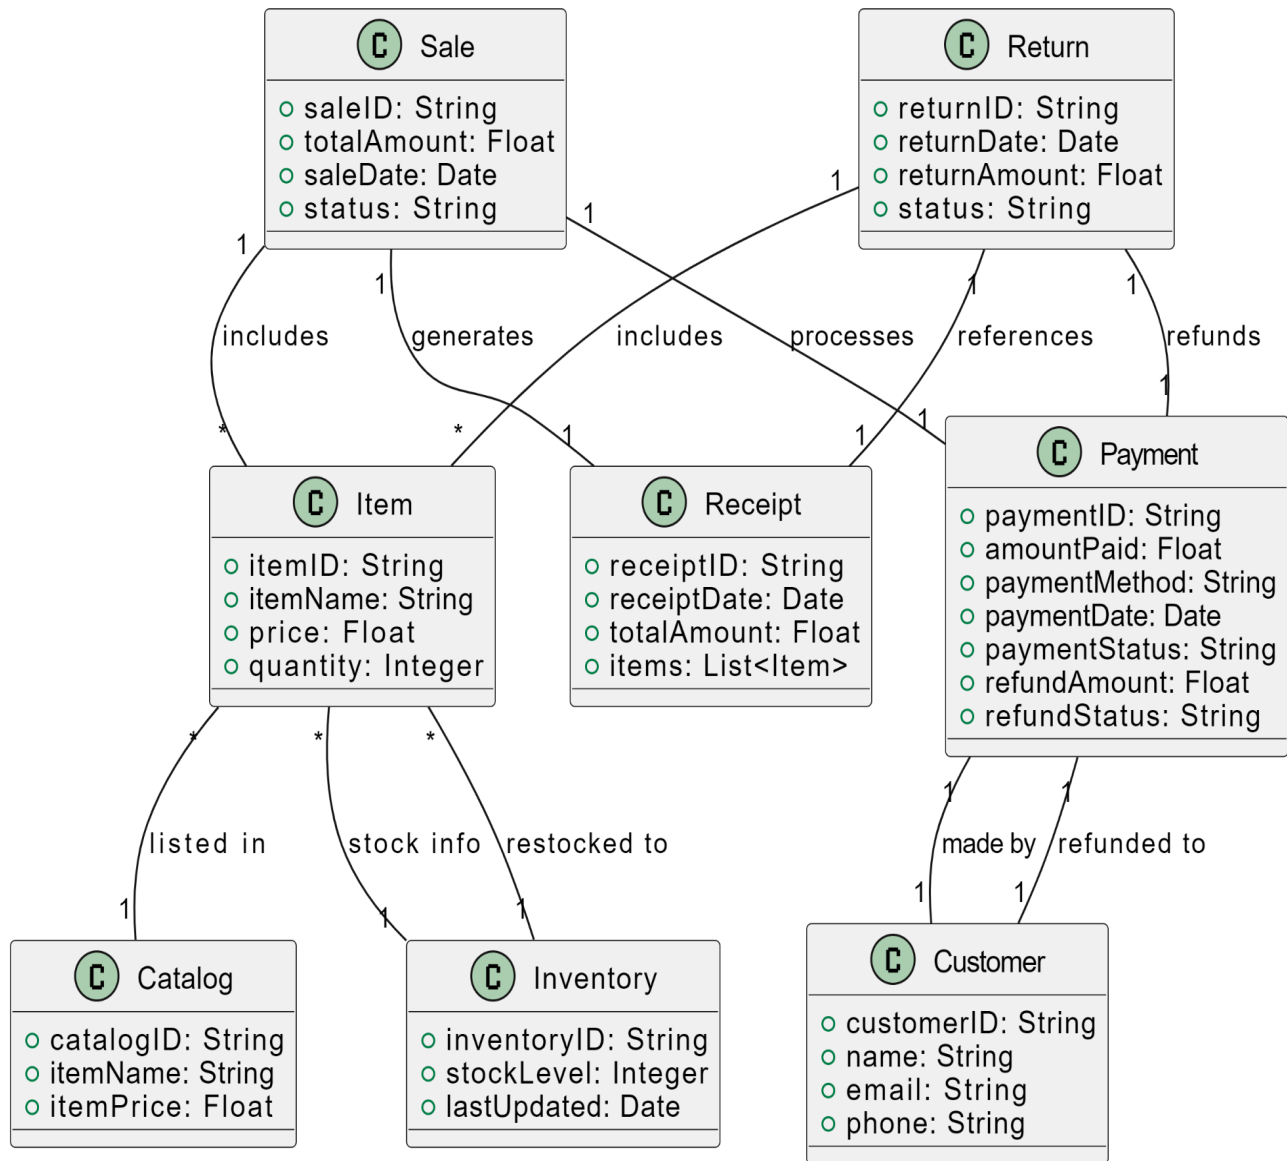 C Sale
saleID: String
totalAmount: Float
saleDate: Date
status: String
C Return
returnID: String
returnDate: Date
returnAmount: Float
status: String
1
1
1
1
1
1
includes
generates
includes
processes
references
refunds
*
*
1
1
1
1
C Item
itemID: String
itemName: String
price: Float
quantity: Integer
C Receipt
receiptID: String
receiptDate: Date
totalAmount: Float
items: List<Item>
C Payment
paymentID: String
amountPaid: Float
paymentMethod: String
paymentDate: Date
paymentStatus: String
refundAmount: Float
refundStatus: String
*
*
*
1
1
listed in
stock info
restocked to
made by
refunded to
1
1
1
1
1
C Catalog
catalogID: String
itemName: String
itemPrice: Float
C Inventory
inventoryID: String
stockLevel: Integer
lastUpdated: Date
C Customer
customerID: String
name: String
email: String
phone: String